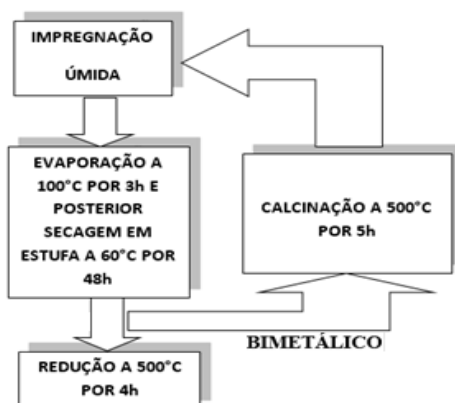 IMPREGNAÇÃO
ÚMIDA
EVAPORAÇÃO A
100°C POR 3h E
POSTERIOR
SECAGEM EM
ESTUFA A 60°C POR
48h
CALCINAÇÃO A 500°C
POR 5h
BIMETÁLICO
REDUÇÃO A 500°C
POR 4h